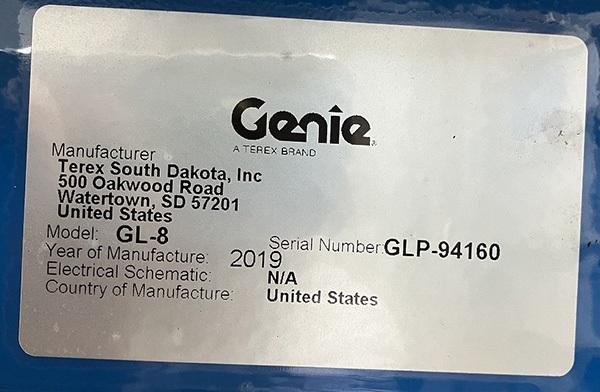 Genie
A TEREX BRAND
Manufacturer
Terex South Dakota, Inc
500 Oakwood Road
Watertown, SD 57201
United States
Model: GL-8 Serial Number: GLP-94160
Year of Manufacture: 2019
Electrical Schematic: N/A
Country of Manufacture: United States